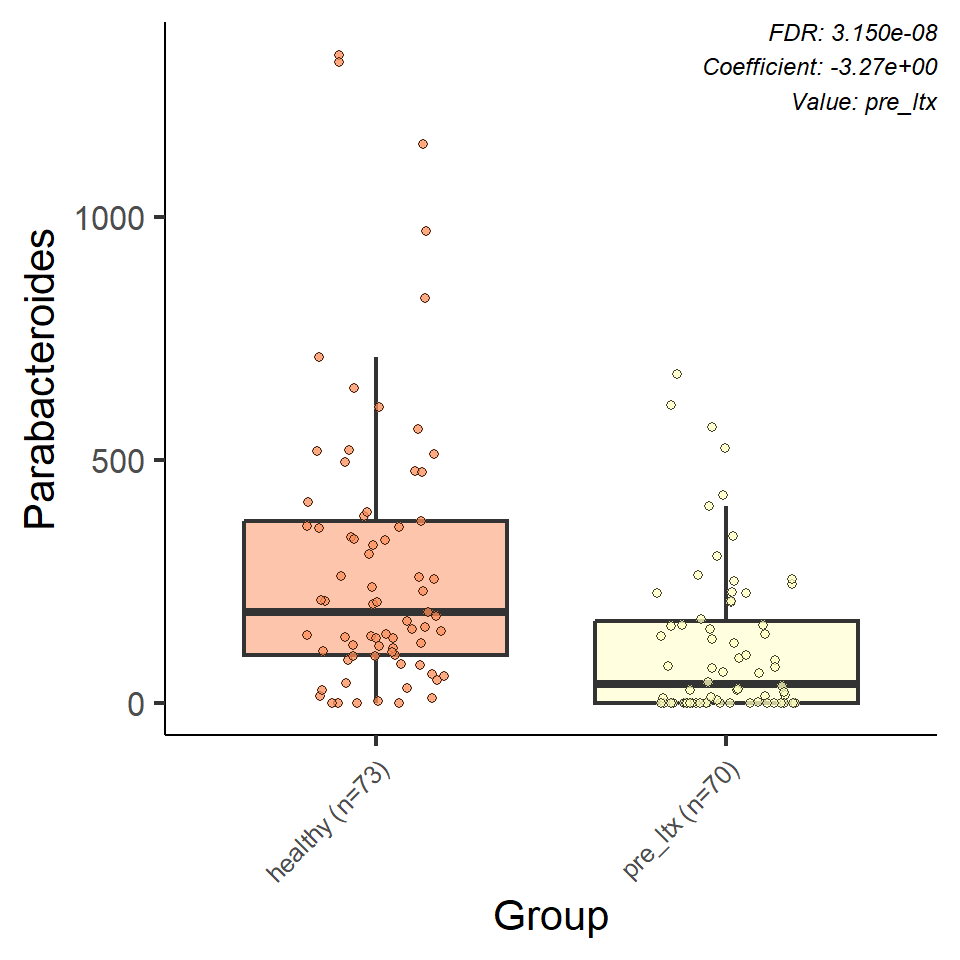 FDR: 3.150e-08
Coefficient: -3.27e+00
Value: pre_ltx
Parabacteroides
1000
500
0
healthy (n=73)
pre_ltx (n=70)
Group